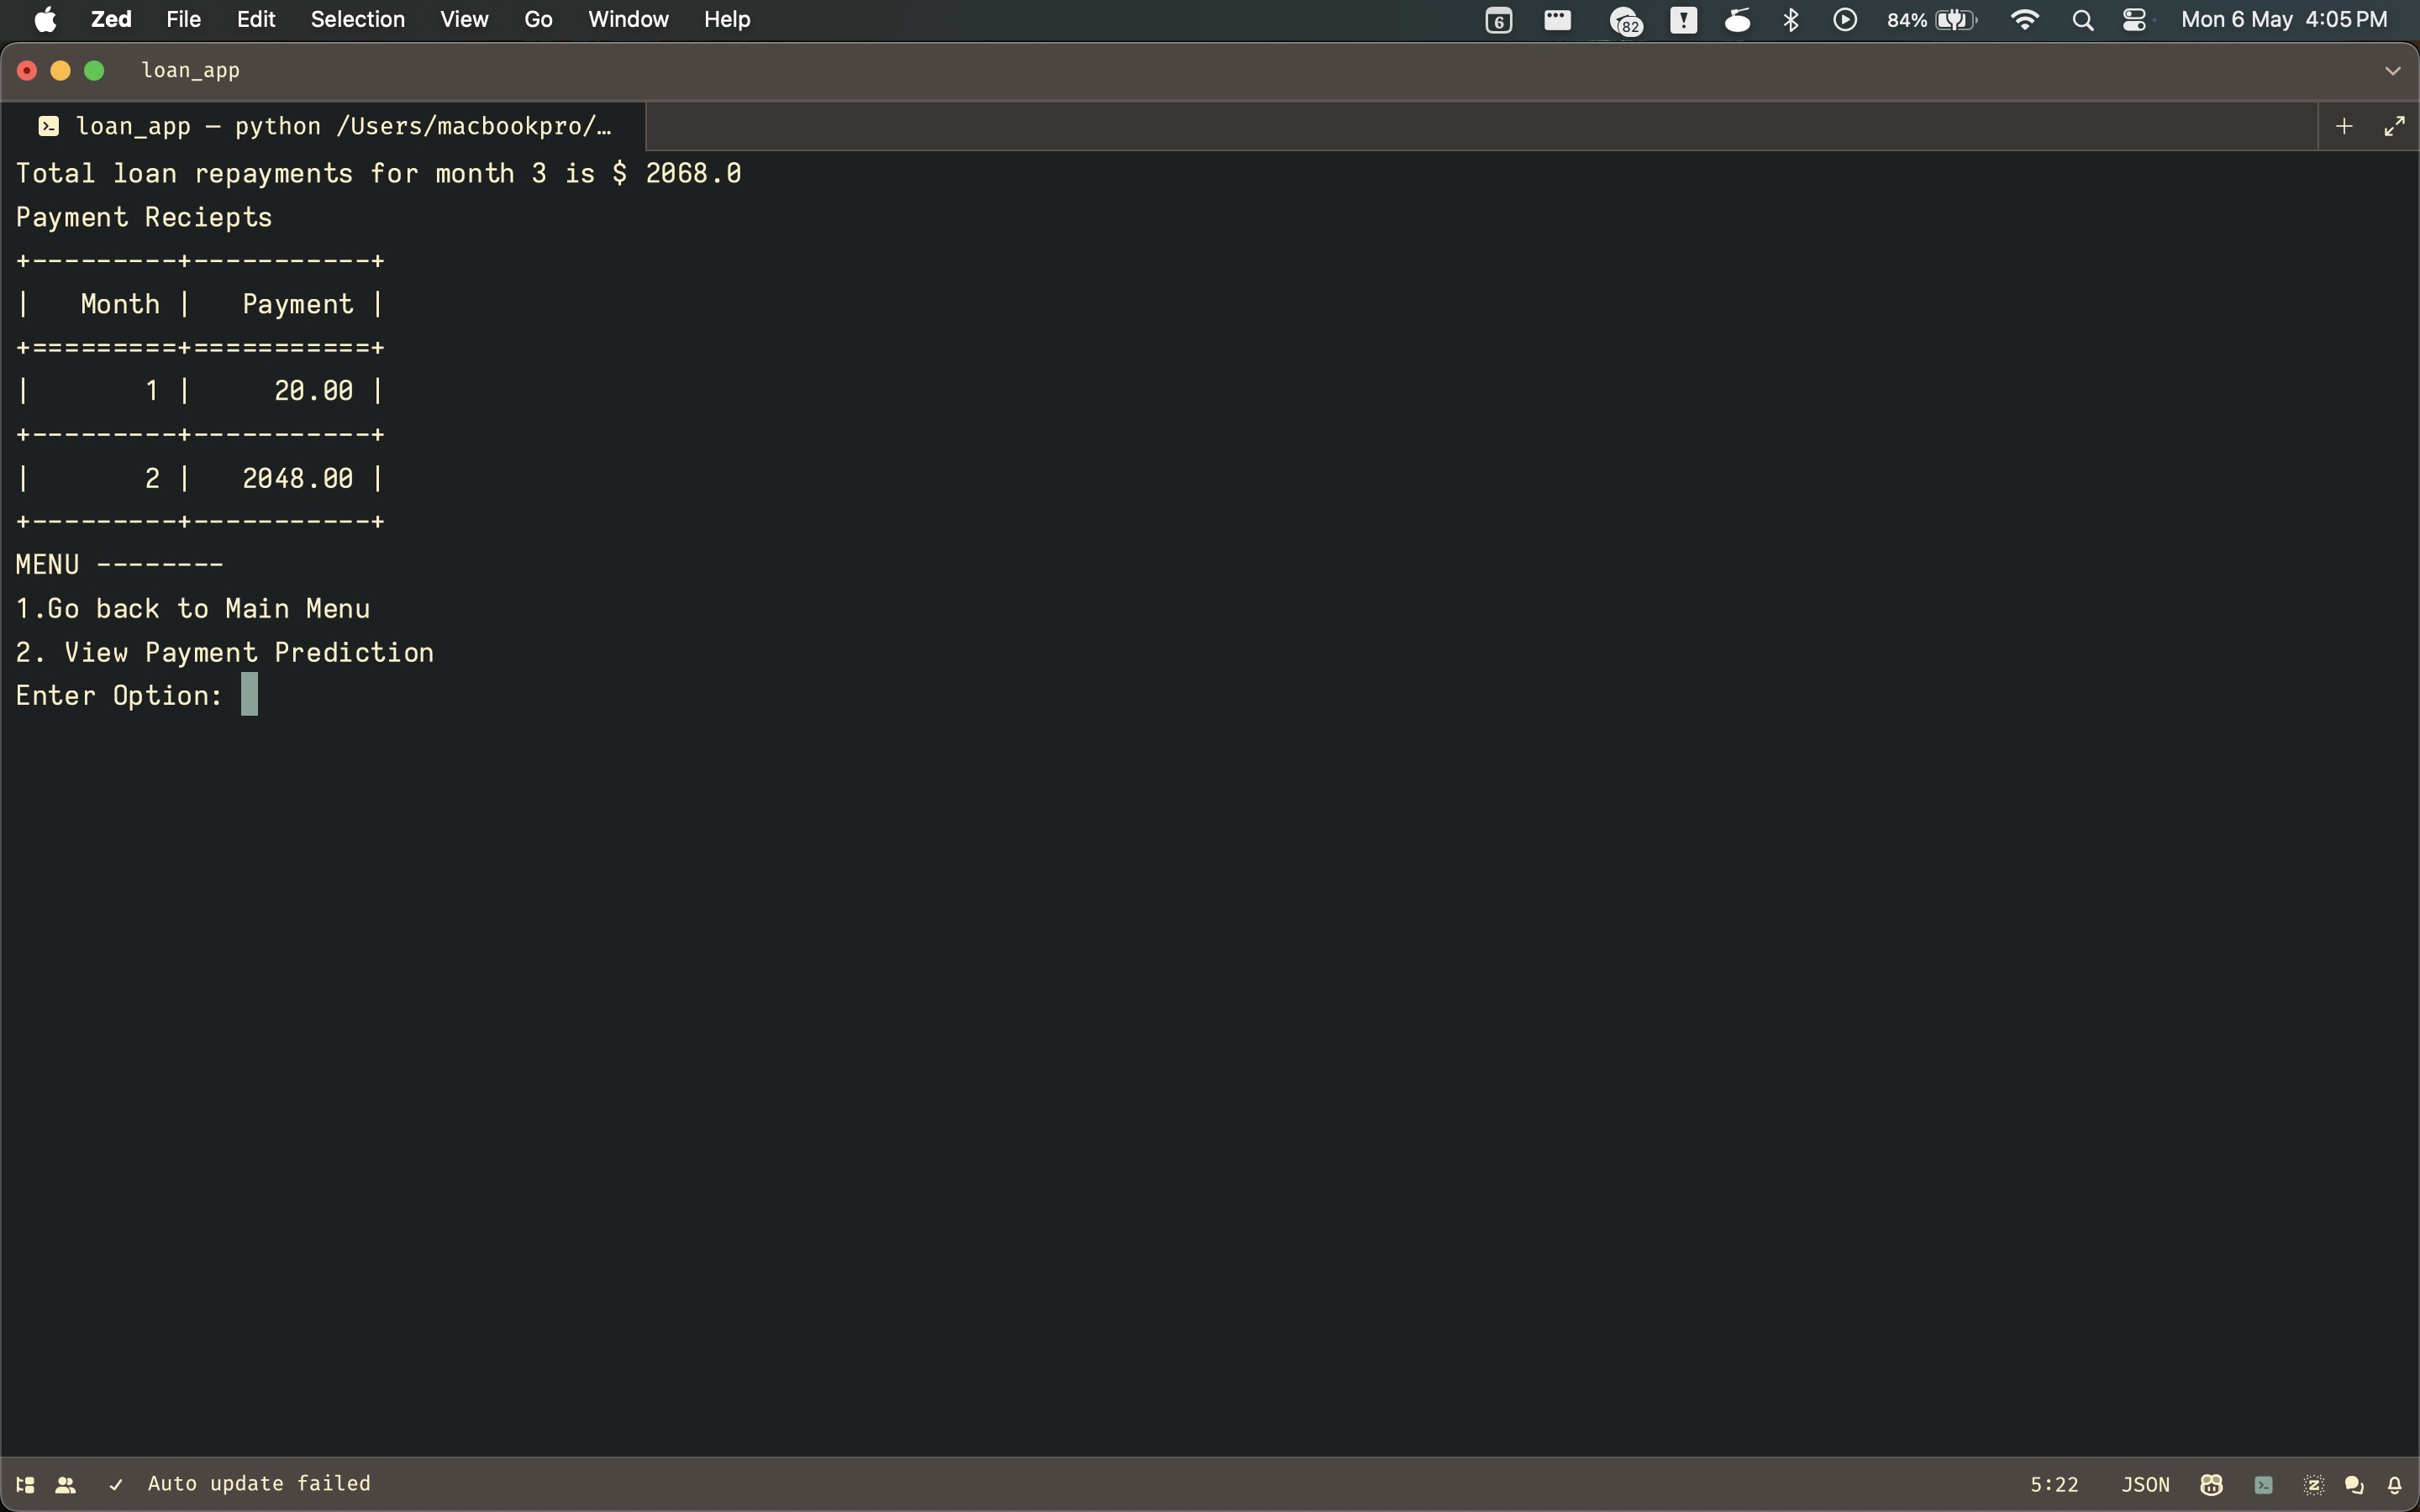 Zed File Edit Selection View Go Window Help 6 82 84% Mon 6 May 4:05 PM
loan_app
loan_app — python /Users/macbookpro/…
Total loan repayments for month 3 is $ 2068.0
Payment Reciepts
+---------+-----------+
|   Month |   Payment |
+=========+===========+
|       1 |     20.00 |
+---------+-----------+
|       2 |   2048.00 |
+---------+-----------+
MENU --------
1.Go back to Main Menu
2. View Payment Prediction
Enter Option:
Auto update failed 5:22 JSON